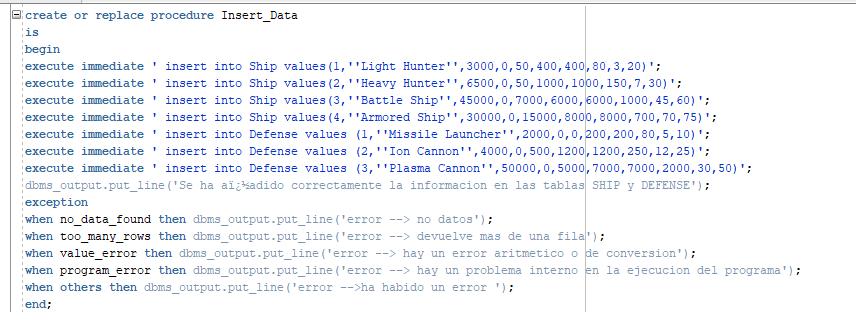 create or replace procedure Insert_Data
is
begin
execute immediate ' insert into Ship values(1,''Light Hunter'',3000,0,50,400,400,80,3,20)';
execute immediate ' insert into Ship values(2,''Heavy Hunter'',6500,0,50,1000,1000,150,7,30)';
execute immediate ' insert into Ship values(3,''Battle Ship'',45000,0,7000,6000,6000,1000,45,60)';
execute immediate ' insert into Ship values(4,''Armored Ship'',30000,0,15000,8000,8000,700,70,75)';
execute immediate ' insert into Defense values (1,''Missile Launcher'',2000,0,0,200,200,80,5,10)';
execute immediate ' insert into Defense values (2,''Ion Cannon'',4000,0,500,1200,1200,250,12,25)';
execute immediate ' insert into Defense values (3,''Plasma Cannon'',50000,0,5000,7000,7000,2000,30,50)';
dbms_output.put_line('Se ha aï¿½adido correctamente la informacion en las tablas SHIP y DEFENSE');
exception
when no_data_found then dbms_output.put_line('error --> no datos');
when too_many_rows then dbms_output.put_line('error --> devuelve mas de una fila');
when value_error then dbms_output.put_line('error --> hay un error aritmetico o de conversion');
when program_error then dbms_output.put_line('error --> hay un problema interno en la ejecucion del programa');
when others then dbms_output.put_line('error -->ha habido un error ');
end;